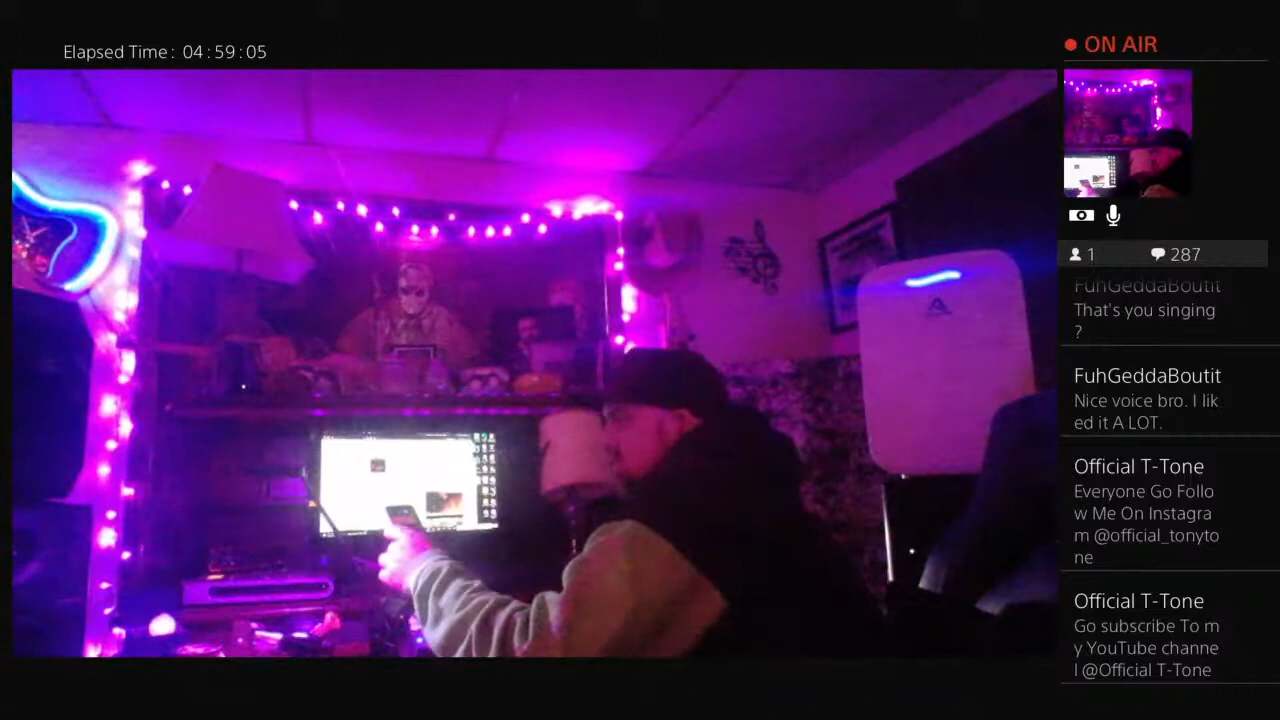 Elapsed Time: 04:59:05
ON AIR
1
287
FuhGeddaBoutit
That's you singing
?
FuhGeddaBoutit
Nice voice bro. I lik
ed it A LOT.
Official T-Tone
Everyone Go Follo
w Me On Instagra
m @official_tonyto
ne
Official T-Tone
Go subscribe To m
y YouTube channe
l @Official T-Tone